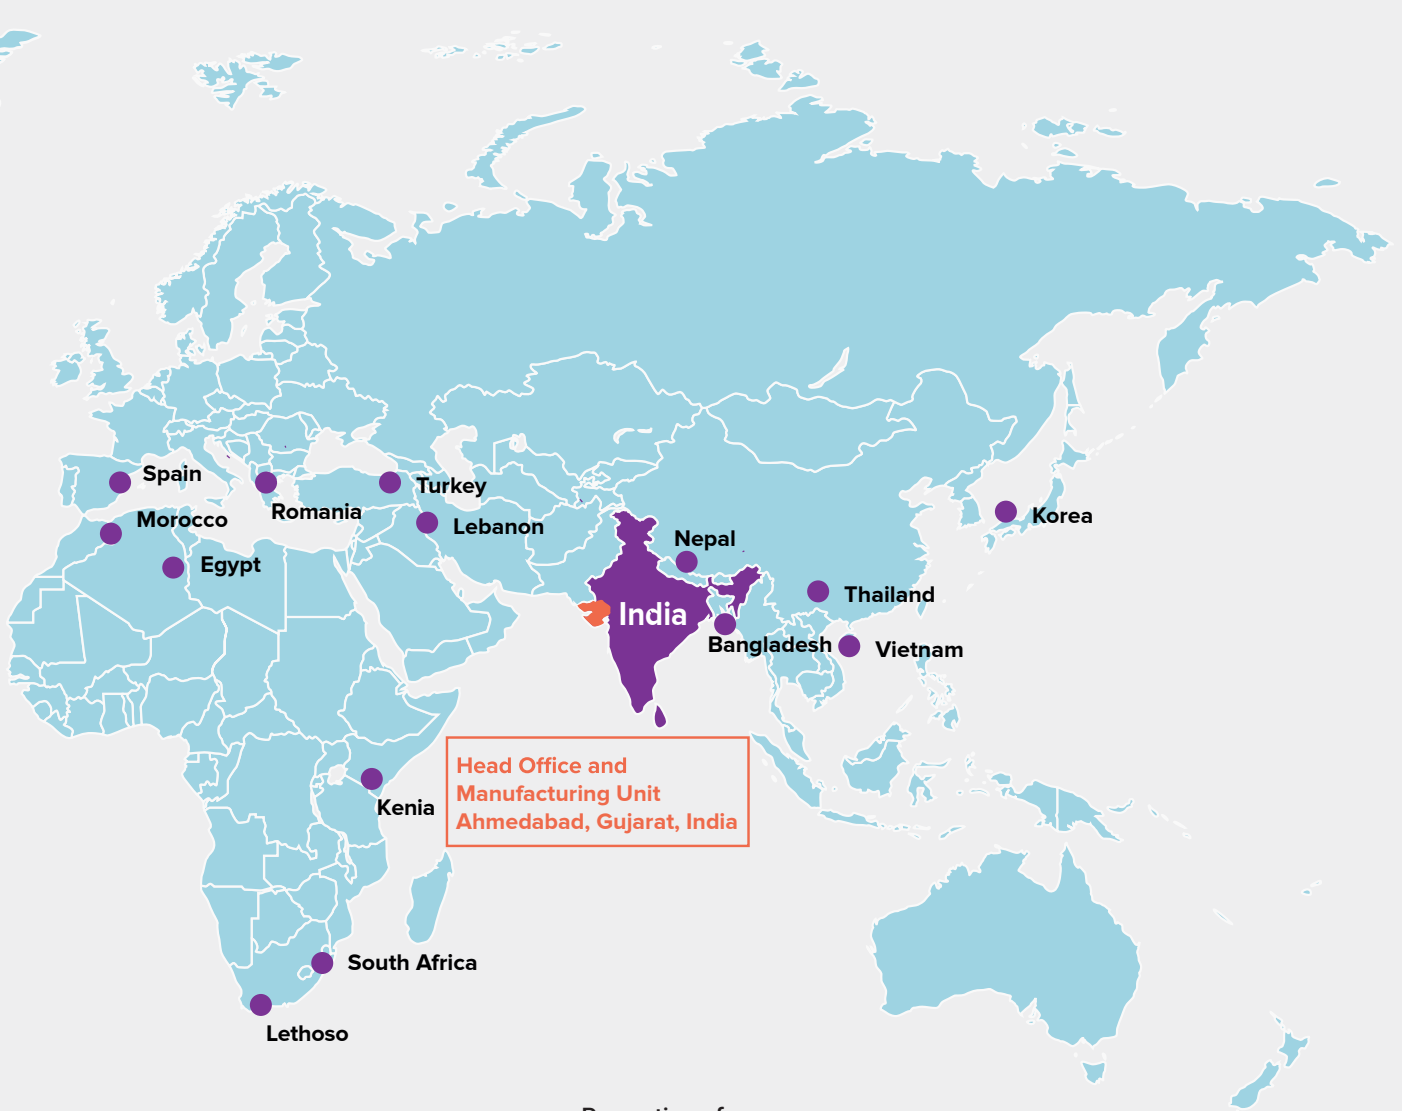 Spain
Turkey
Morocco
Romania
Korea
Lebanon
Nepal
Egypt
Thailand
India
Bangladesh
Vietnam
Head Office and
Manufacturing Unit
Ahmedabad, Gujarat, India
Kenia
South Africa
Lethoso